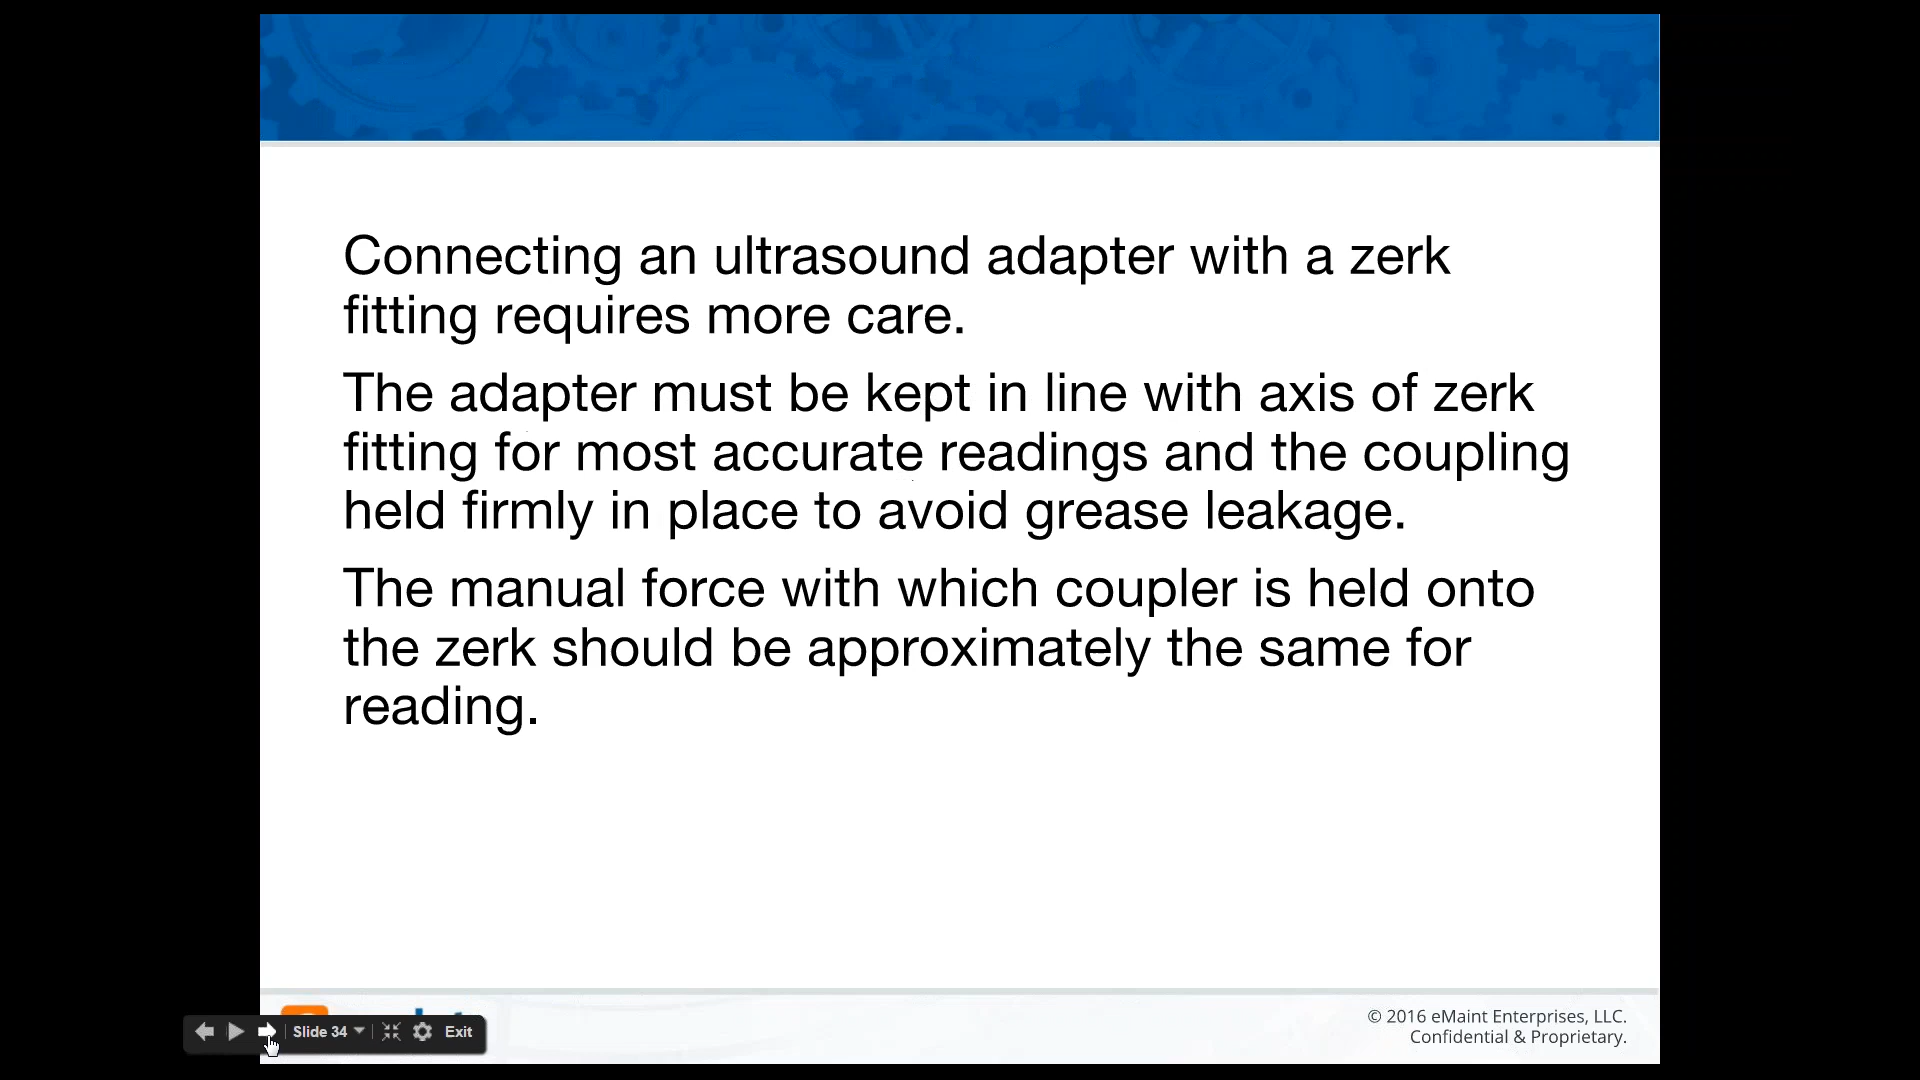 Connecting an ultrasound adapter with a zerk
fitting requires more care.
The adapter must be kept in line with axis of zerk
fitting for most accurate readings and the coupling
held firmly in place to avoid grease leakage.
The manual force with which coupler is held onto
the zerk should be approximately the same for
reading.
Slide 34 Exit
© 2016 eMaint Enterprises, LLC.
Confidential & Proprietary.